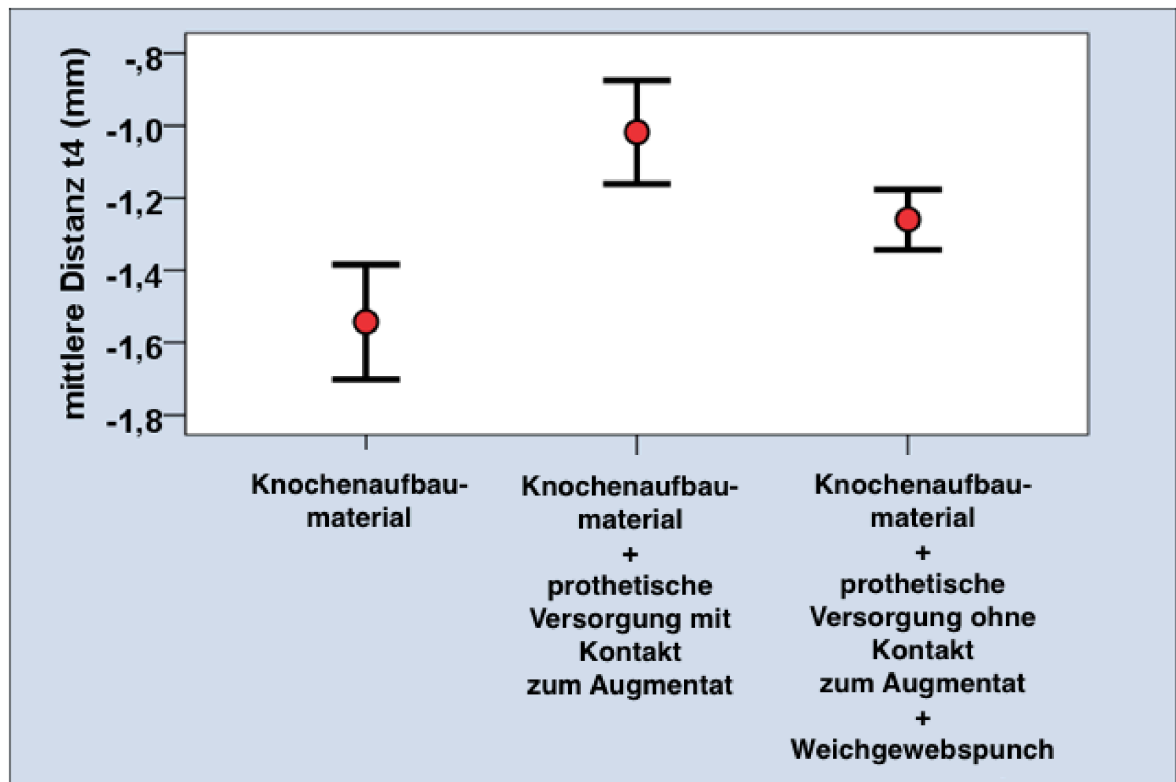 mittlere Distanz t4 (mm)
-,8
-1,0
-1,2
-1,4
-1,6
-1,8
Knochenaufbau-
material
Knochenaufbau-
material
+
prothetische
Versorgung mit
Kontakt
zum Augmentat
Knochenaufbau-
material
+
prothetische
Versorgung ohne
Kontakt
zum Augmentat
+
Weichgewebspunch